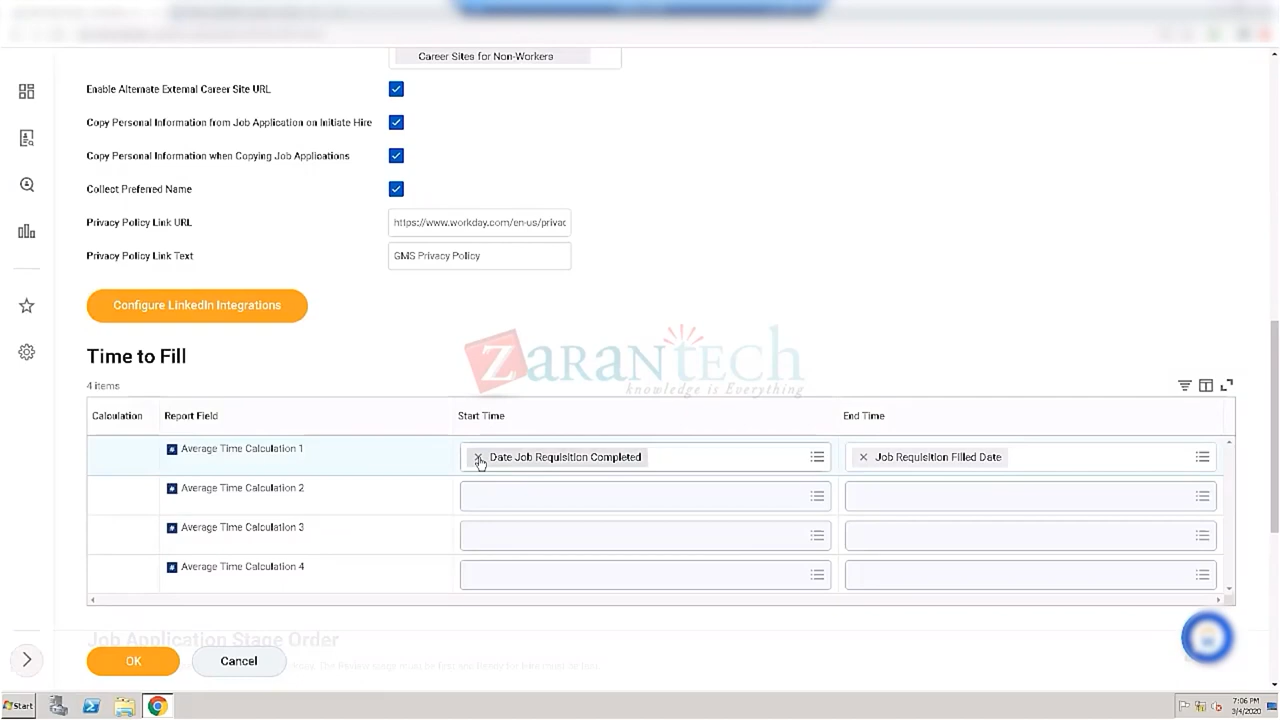 Career Sites for Non-Workers
Enable Alternate External Career Site URL
Copy Personal Information from Job Application on Initiate Hire
Copy Personal Information when Copying Job Applications
Collect Preferred Name
Privacy Policy Link URL https://www.workday.com/en-us/privac
Privacy Policy Link Text GMS Privacy Policy
Configure LinkedIn Integrations
ZaranTech
knowledge is Everything
Time to Fill
4 items
Calculation Report Field Start Time End Time
Average Time Calculation 1 Date Job Requisition Completed Job Requisition Filled Date
Average Time Calculation 2
Average Time Calculation 3
Average Time Calculation 4
Job Application Stage Order
OK Cancel
Start 7:06 PM
3/4/2020